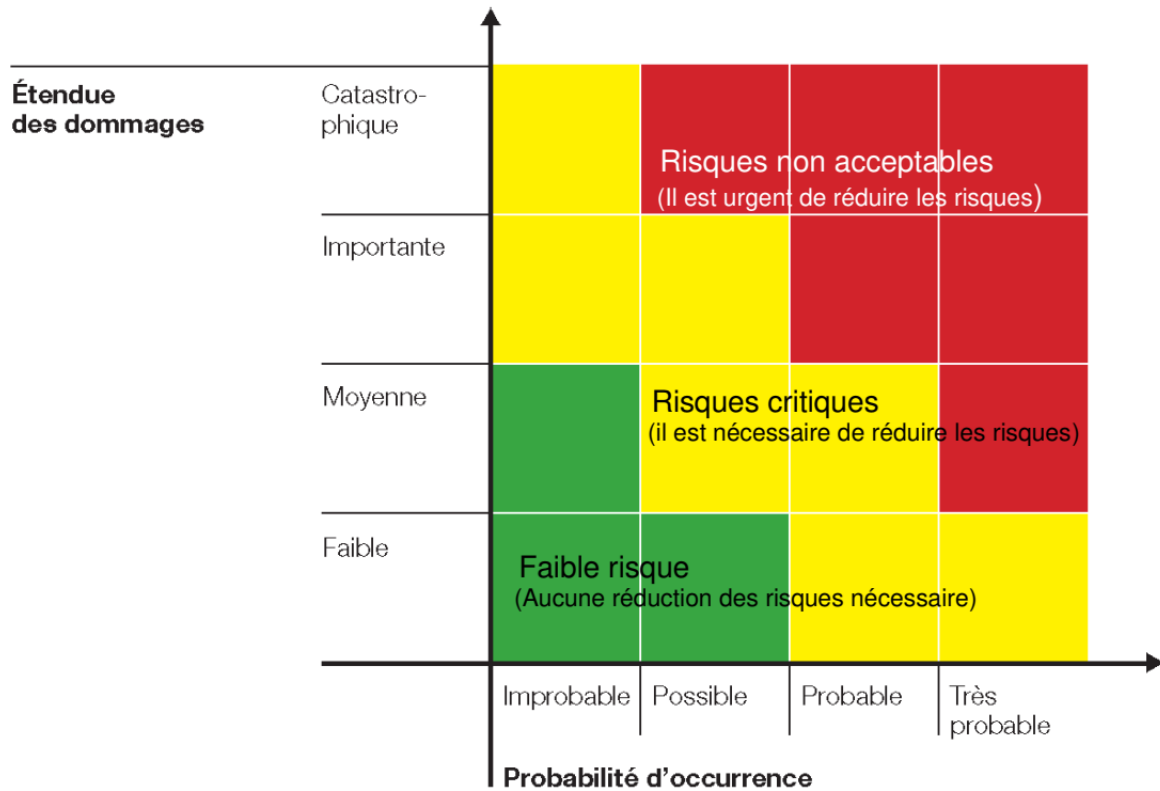 Étendue
des dommages
Catastro-
phique
Risques non acceptables
(Il est urgent de réduire les risques)
Importante
Moyenne
Risques critiques
(il est nécessaire de réduire les risques)
Faible
Faible risque
(Aucune réduction des risques nécessaire)
Improbable
Possible
Probable
Très
probable
Probabilité d'occurrence